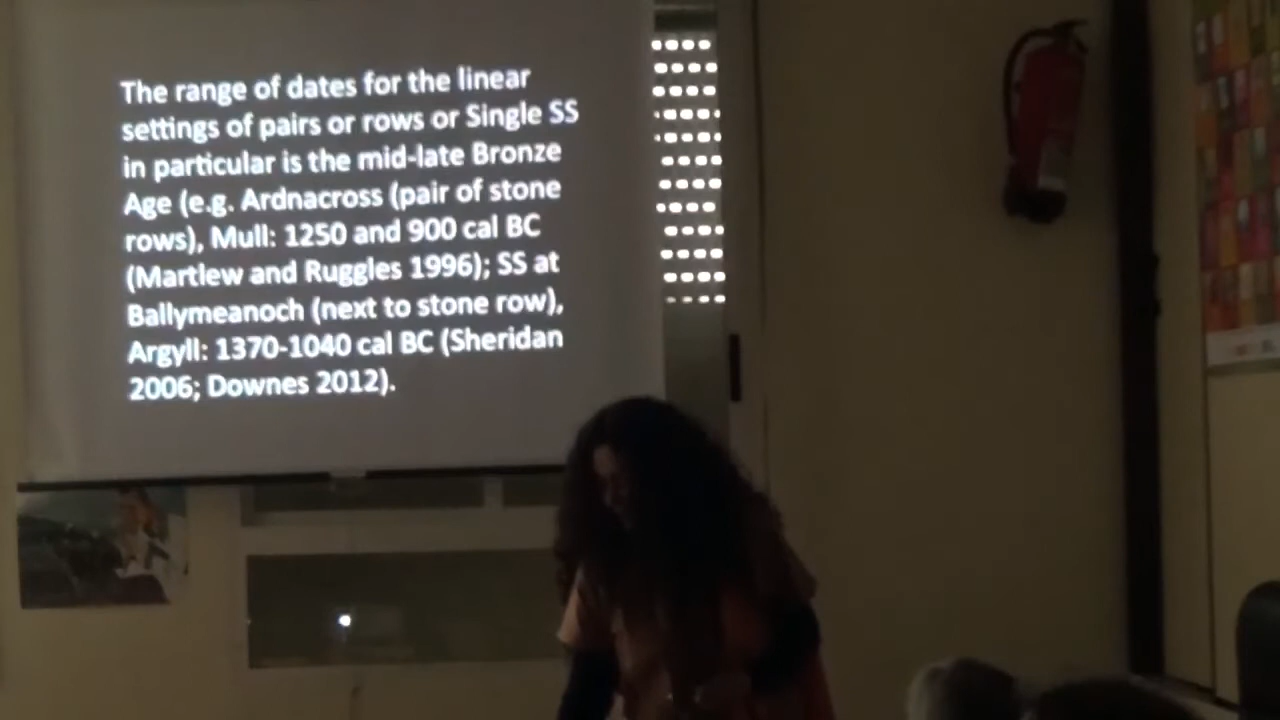 The range of dates for the linear
settings of pairs or rows or Single SS
in particular is the mid-late Bronze
Age (e.g. Ardnacross (pair of stone
rows), Mull: 1250 and 900 cal BC
(Martlew and Ruggles 1996); SS at
Ballymeanoch (next to stone row),
Argyll: 1370-1040 cal BC (Sheridan
2006; Downes 2012).